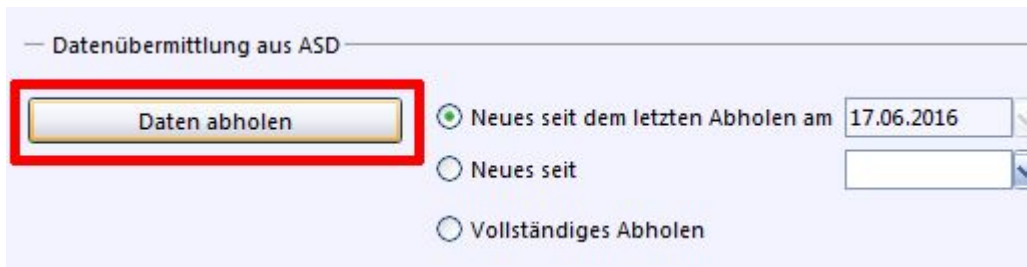 Datenübermittlung aus ASD
Daten abholen
Neues seit dem letzten Abholen am 17.06.2016
Neues seit
Vollständiges Abholen